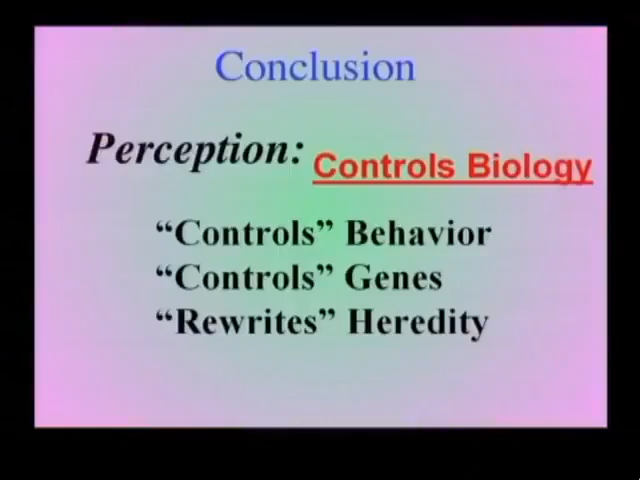 Conclusion
Perception: Controls Biology
“Controls” Behavior
“Controls” Genes
“Rewrites” Heredity